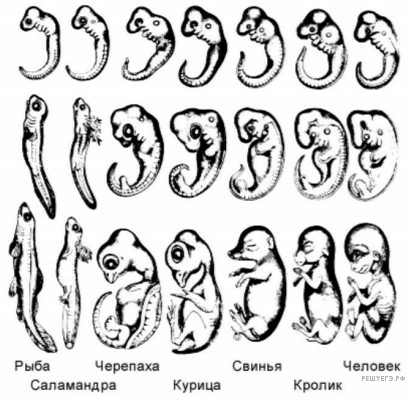 Рыба Черепаха Свинья Человек
Саламандра Курица Кролик
РЕШУЕГЭ.РФ